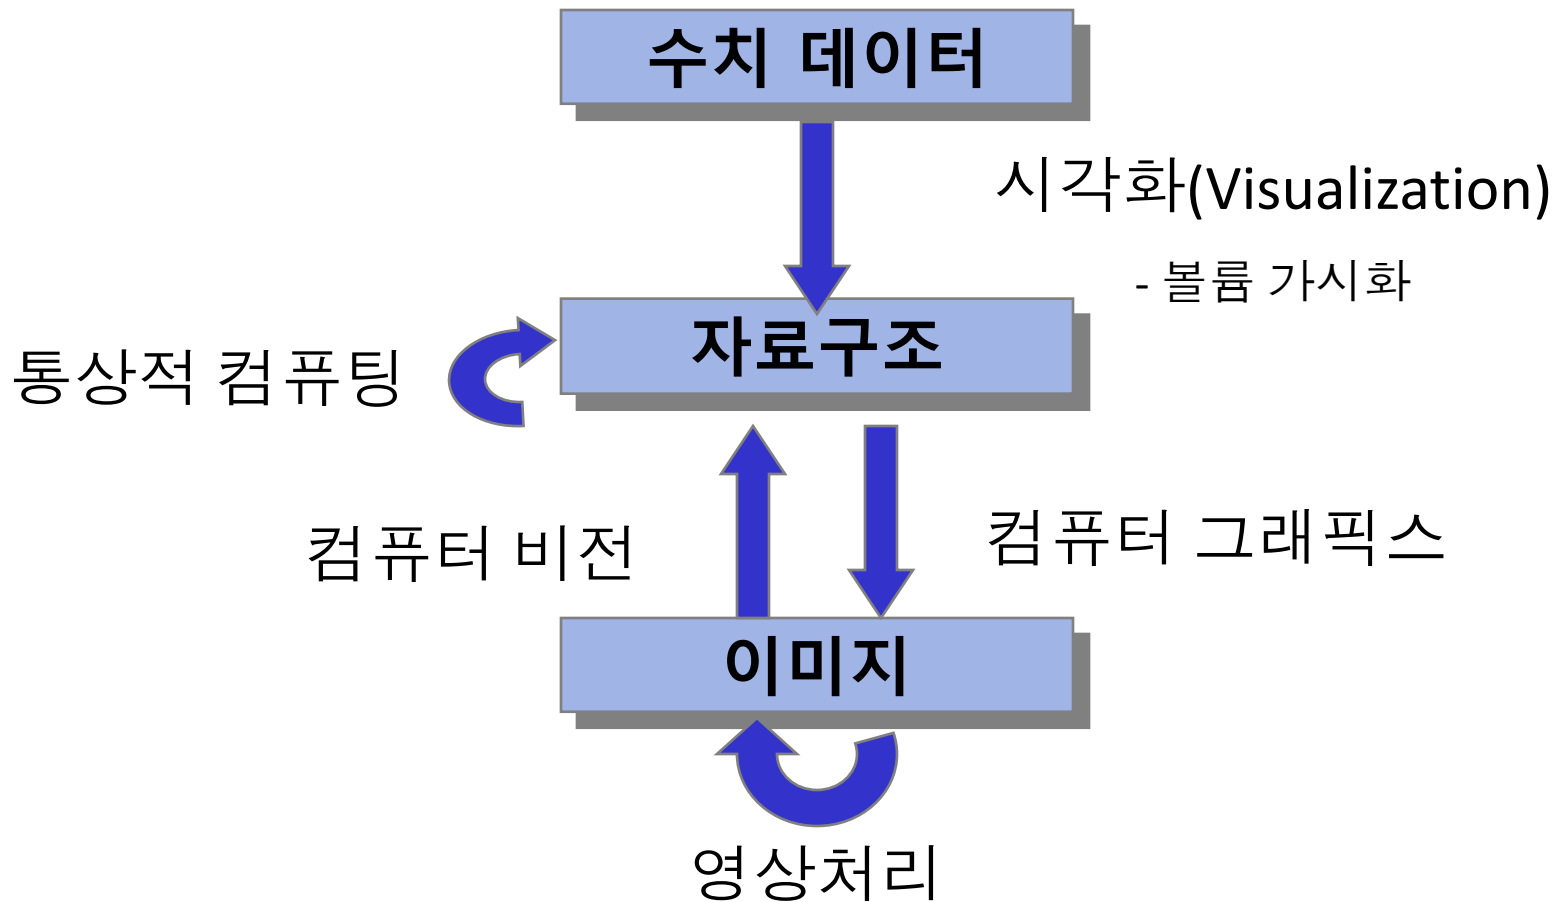 수치 데이터
시각화(Visualization)
- 볼륨 가시화
자료구조
통상적 컴퓨팅
컴퓨터 비전
컴퓨터 그래픽스
이미지
영상처리